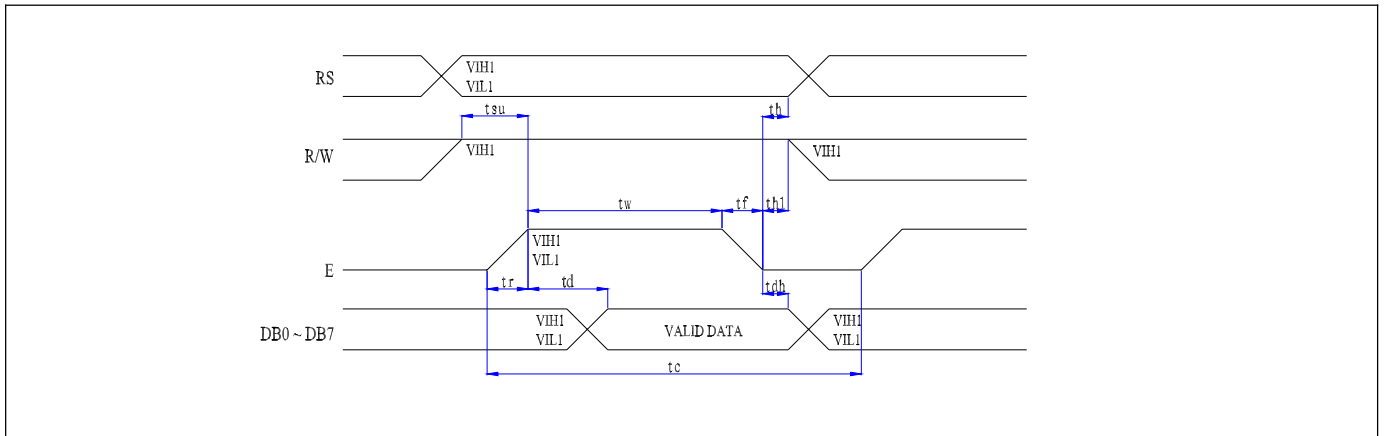 RS
VIH1
VIL1
tsu
th
R/W
VIH1
VIH1
tw
tf
th1
E
VIH1
VIL1
tr
td
tdh
DB0 ~ DB7
VIH1
VIL1
VALID DATA
VIH1
VIL1
tc